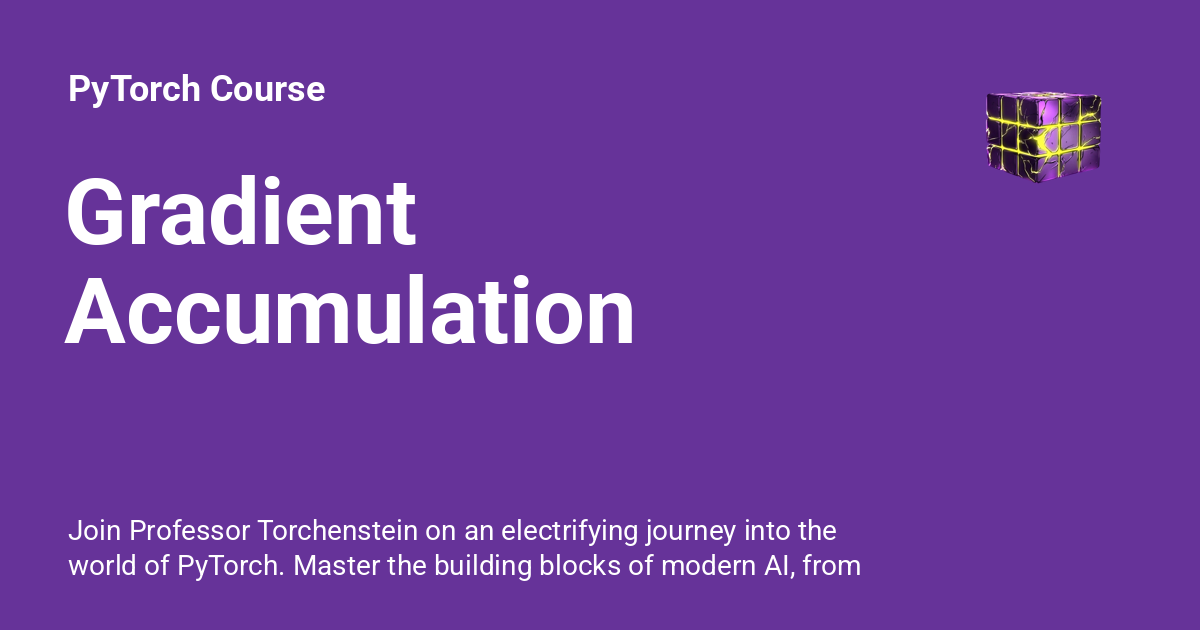 PyTorch Course
Gradient
Accumulation
Join Professor Torchenstein on an electrifying journey into the
world of PyTorch. Master the building blocks of modern AI, from